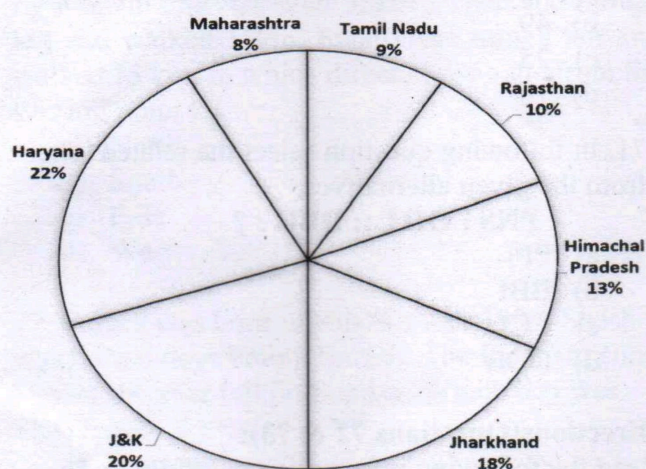 Maharashtra
8%
Tamil Nadu
9%
Rajasthan
10%
Haryana
22%
Himachal
Pradesh
13%
J&K
20%
Jharkhand
18%